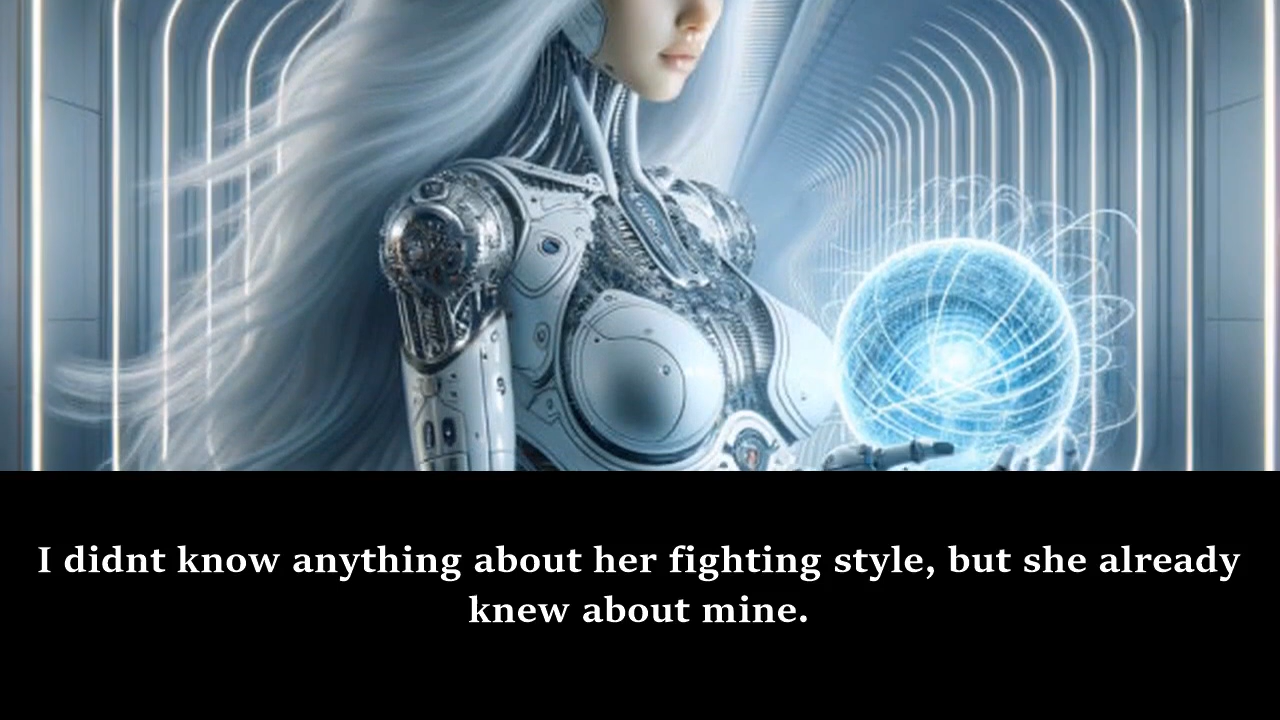 I didnt know anything about her fighting style, but she already
knew about mine.